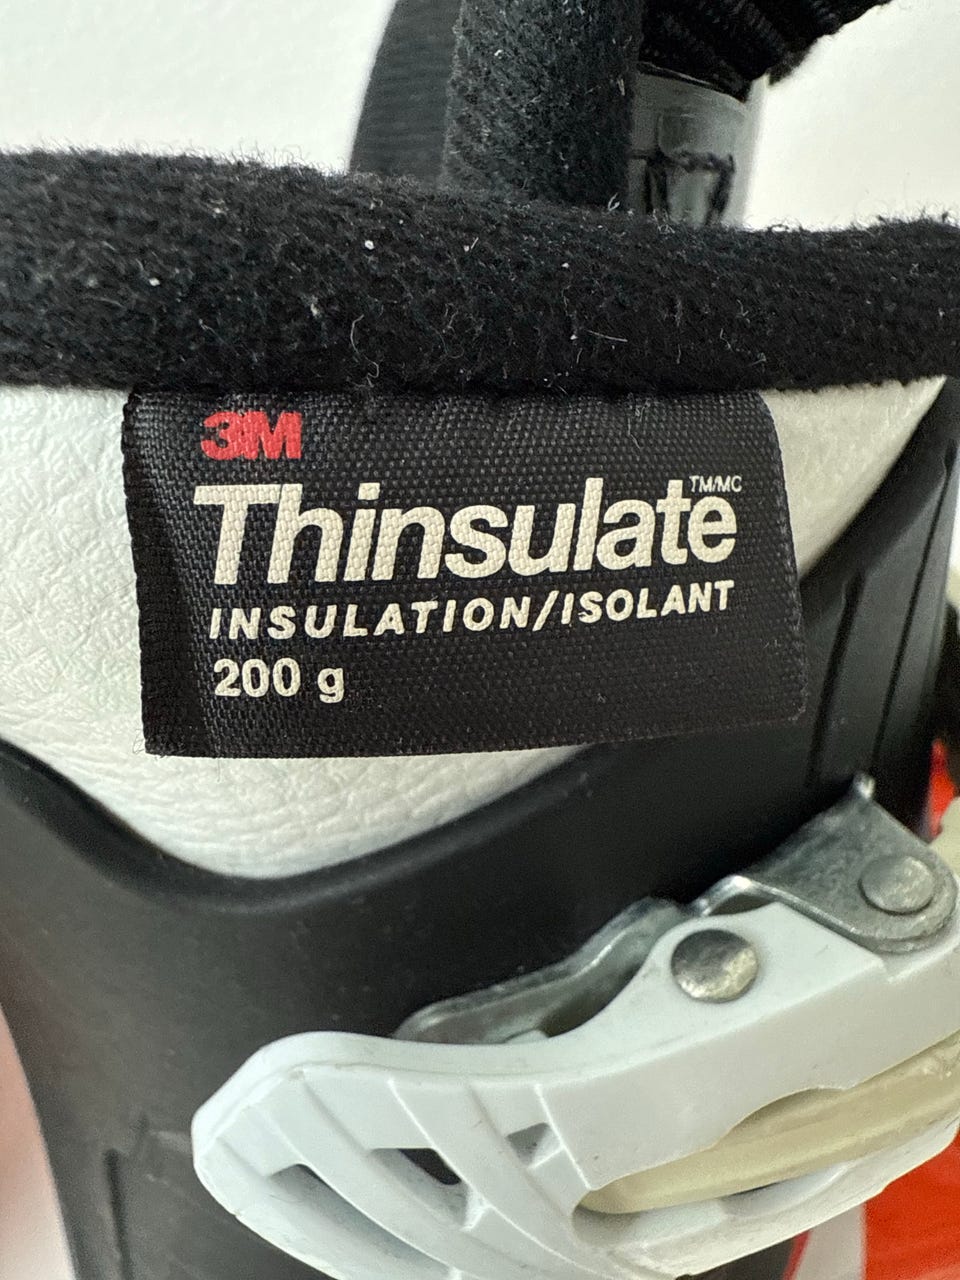 3M
Thinsulate™/MC
INSULATION/ISOLANT
200 g